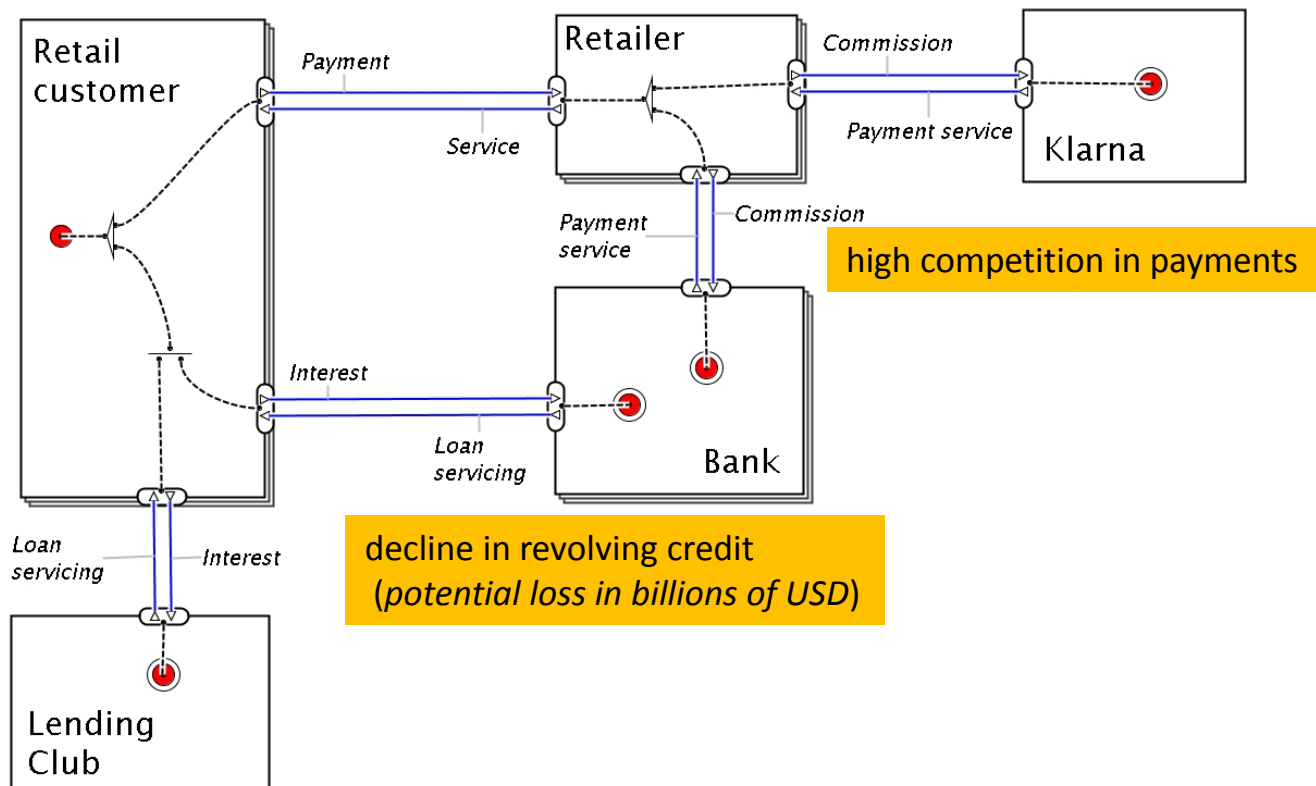 Retail
customer
Payment
Service
Retailer
Commission
Payment service
Klarna
Payment
service
Commission
high competition in payments
Interest
Loan
servicing
Bank
decline in revolving credit
(potential loss in billions of USD)
Loan
servicing
Interest
Lending
Club